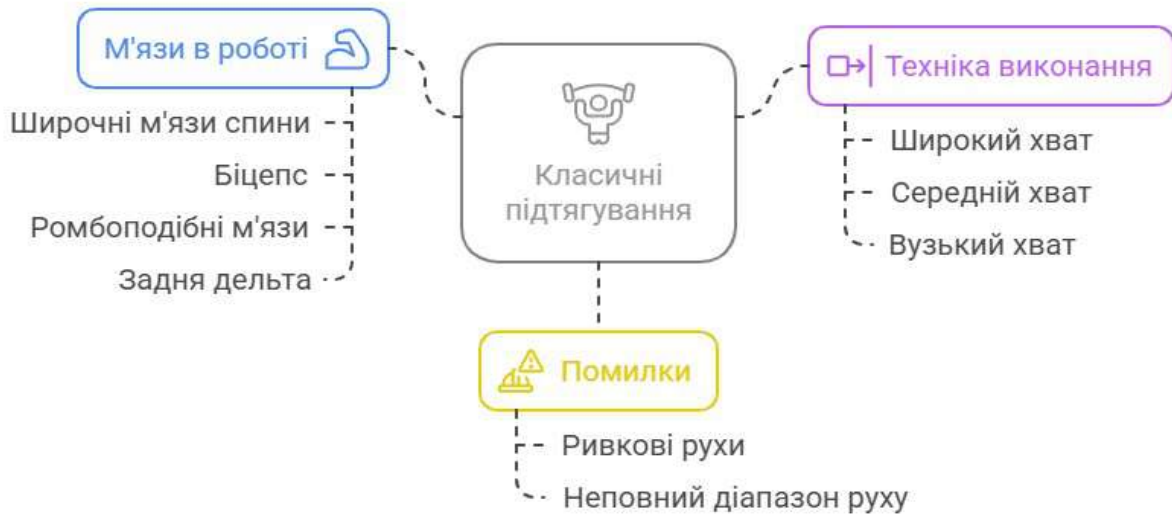 М'язи в роботі
Широчні м'язи спини
Біцепс
Ромбоподібні м'язи
Задня дельта
Класичні
підтягування
Техніка виконання
Широкий хват
Середній хват
Вузький хват
Помилки
Ривкові рухи
Неповний діапазон руху